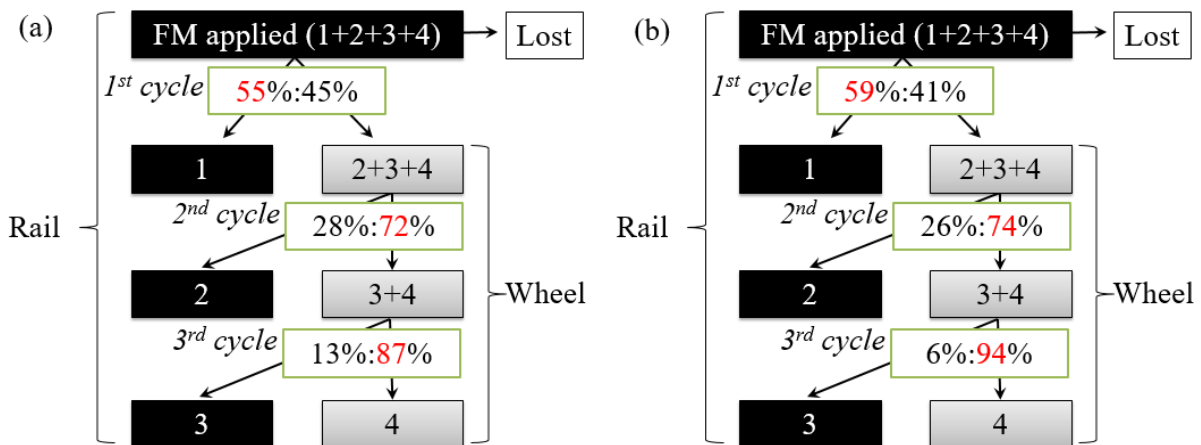 (a)
FM applied (1+2+3+4)
Lost
1st cycle
55%:45%
1
2+3+4
2nd cycle
28%:72%
Rail
2
3+4
Wheel
3rd cycle
13%:87%
3
4
(b)
FM applied (1+2+3+4)
Lost
1st cycle
59%:41%
1
2+3+4
2nd cycle
26%:74%
Rail
2
3+4
Wheel
3rd cycle
6%:94%
3
4